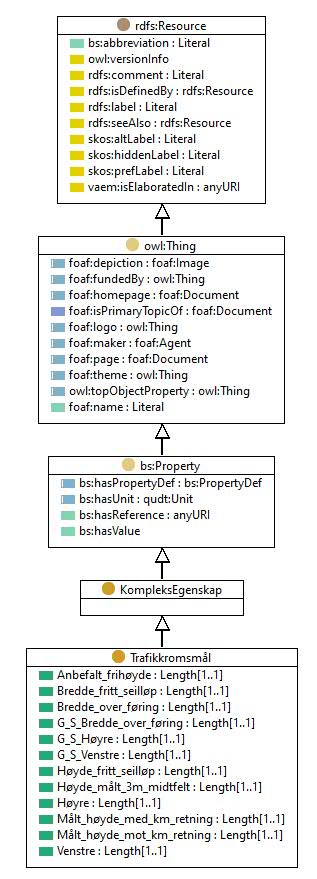 rdfs:Resource
bs:abbreviation : Literal
owl:versionInfo
rdfs:comment : Literal
rdfs:isDefinedBy : rdfs:Resource
rdfs:label : Literal
rdfs:seeAlso : rdfs:Resource
skos:altLabel : Literal
skos:hiddenLabel : Literal
skos:prefLabel : Literal
vaem:isElaboratedIn : anyURI
owl:Thing
foaf:depiction : foaf:Image
foaf:fundedBy : owl:Thing
foaf:homepage : foaf:Document
foaf:isPrimaryTopicOf : foaf:Document
foaf:logo : owl:Thing
foaf:maker : foaf:Agent
foaf:page : foaf:Document
foaf:theme : owl:Thing
owl:topObjectProperty : owl:Thing
foaf:name : Literal
bs:Property
bs:hasPropertyDef : bs:PropertyDef
bs:hasUnit : qudt:Unit
bs:hasReference : anyURI
bs:hasValue
KompleksEgenskap
Trafikkromsmål
Anbefalt_frihøyde : Length[1..1]
Bredde_fritt_seilløp : Length[1..1]
Bredde_over_føring : Length[1..1]
G_S_Bredde_over_føring : Length[1..1]
G_S_Høyre : Length[1..1]
G_S_Venstre : Length[1..1]
Høyde_fritt_seilløp : Length[1..1]
Høyde_målt_3m_midtfelt : Length[1..1]
Høyre : Length[1..1]
Målt_høyde_med_km_retning : Length[1..1]
Målt_høyde_mot_km_retning : Length[1..1]
Venstre : Length[1..1]